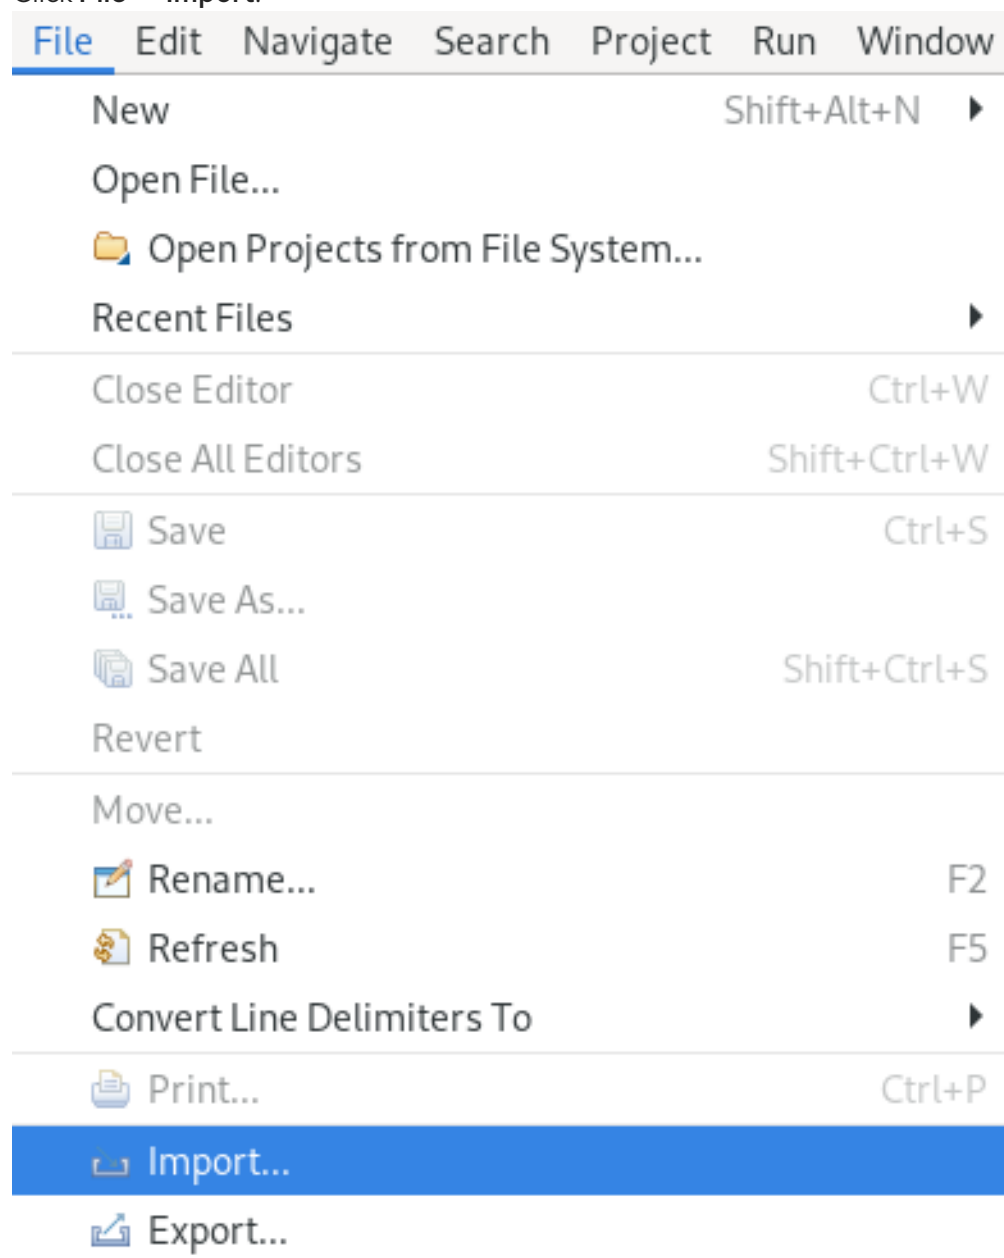 File Edit Navigate Search Project Run Window
New Shift+Alt+N
Open File...
Open Projects from File System...
Recent Files
Close Editor Ctrl+W
Close All Editors Shift+Ctrl+W
Save Ctrl+S
Save As...
Save All Shift+Ctrl+S
Revert
Move...
Rename... F2
Refresh F5
Convert Line Delimiters To
Print... Ctrl+P
Import...
Export...